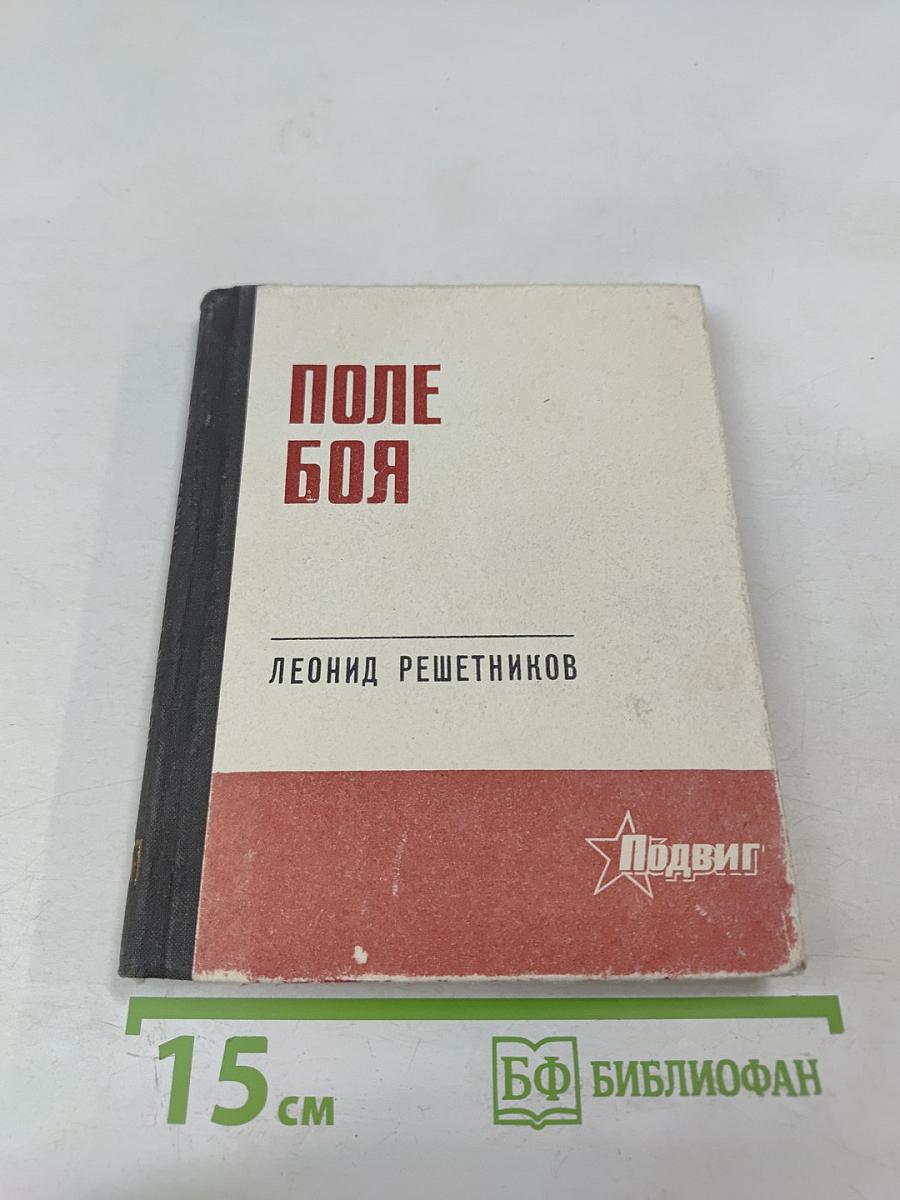 ПОЛЕ
БОЯ
ЛЕОНИД РЕШЕТНИКОВ
Подвиг
15 см
БФ БИБЛИОФАН